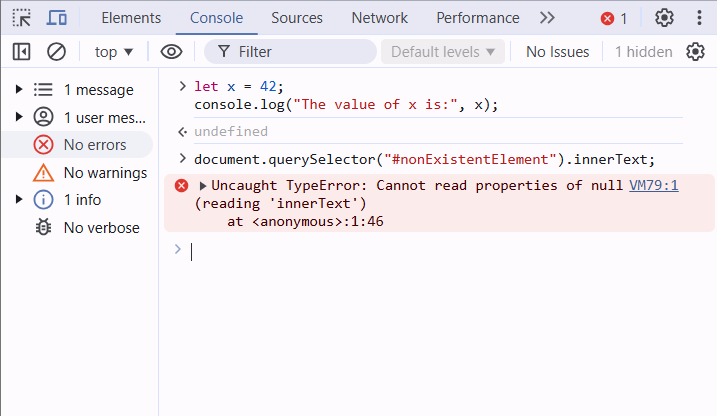 Elements Console Sources Network Performance 1
top Filter Default levels No Issues 1 hidden
1 message
1 user mes...
No errors
No warnings
1 info
No verbose
let x = 42;
console.log("The value of x is:", x);
undefined
document.querySelector("#nonExistentElement").innerText;
Uncaught TypeError: Cannot read properties of null VM79:1
(reading 'innerText')
at <anonymous>:1:46